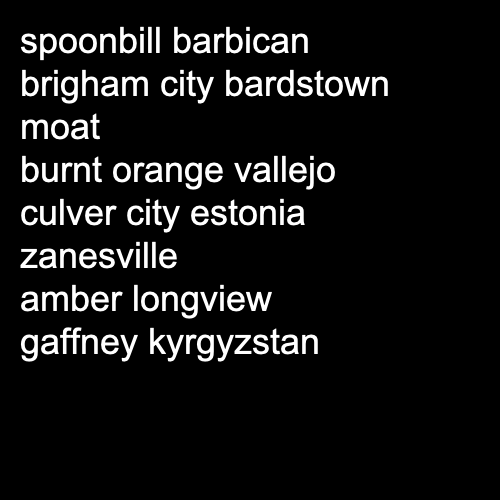 spoonbill barbican
brigham city bardstown
moat
burnt orange vallejo
culver city estonia
zanesville
amber longview
gaffney kyrgyzstan